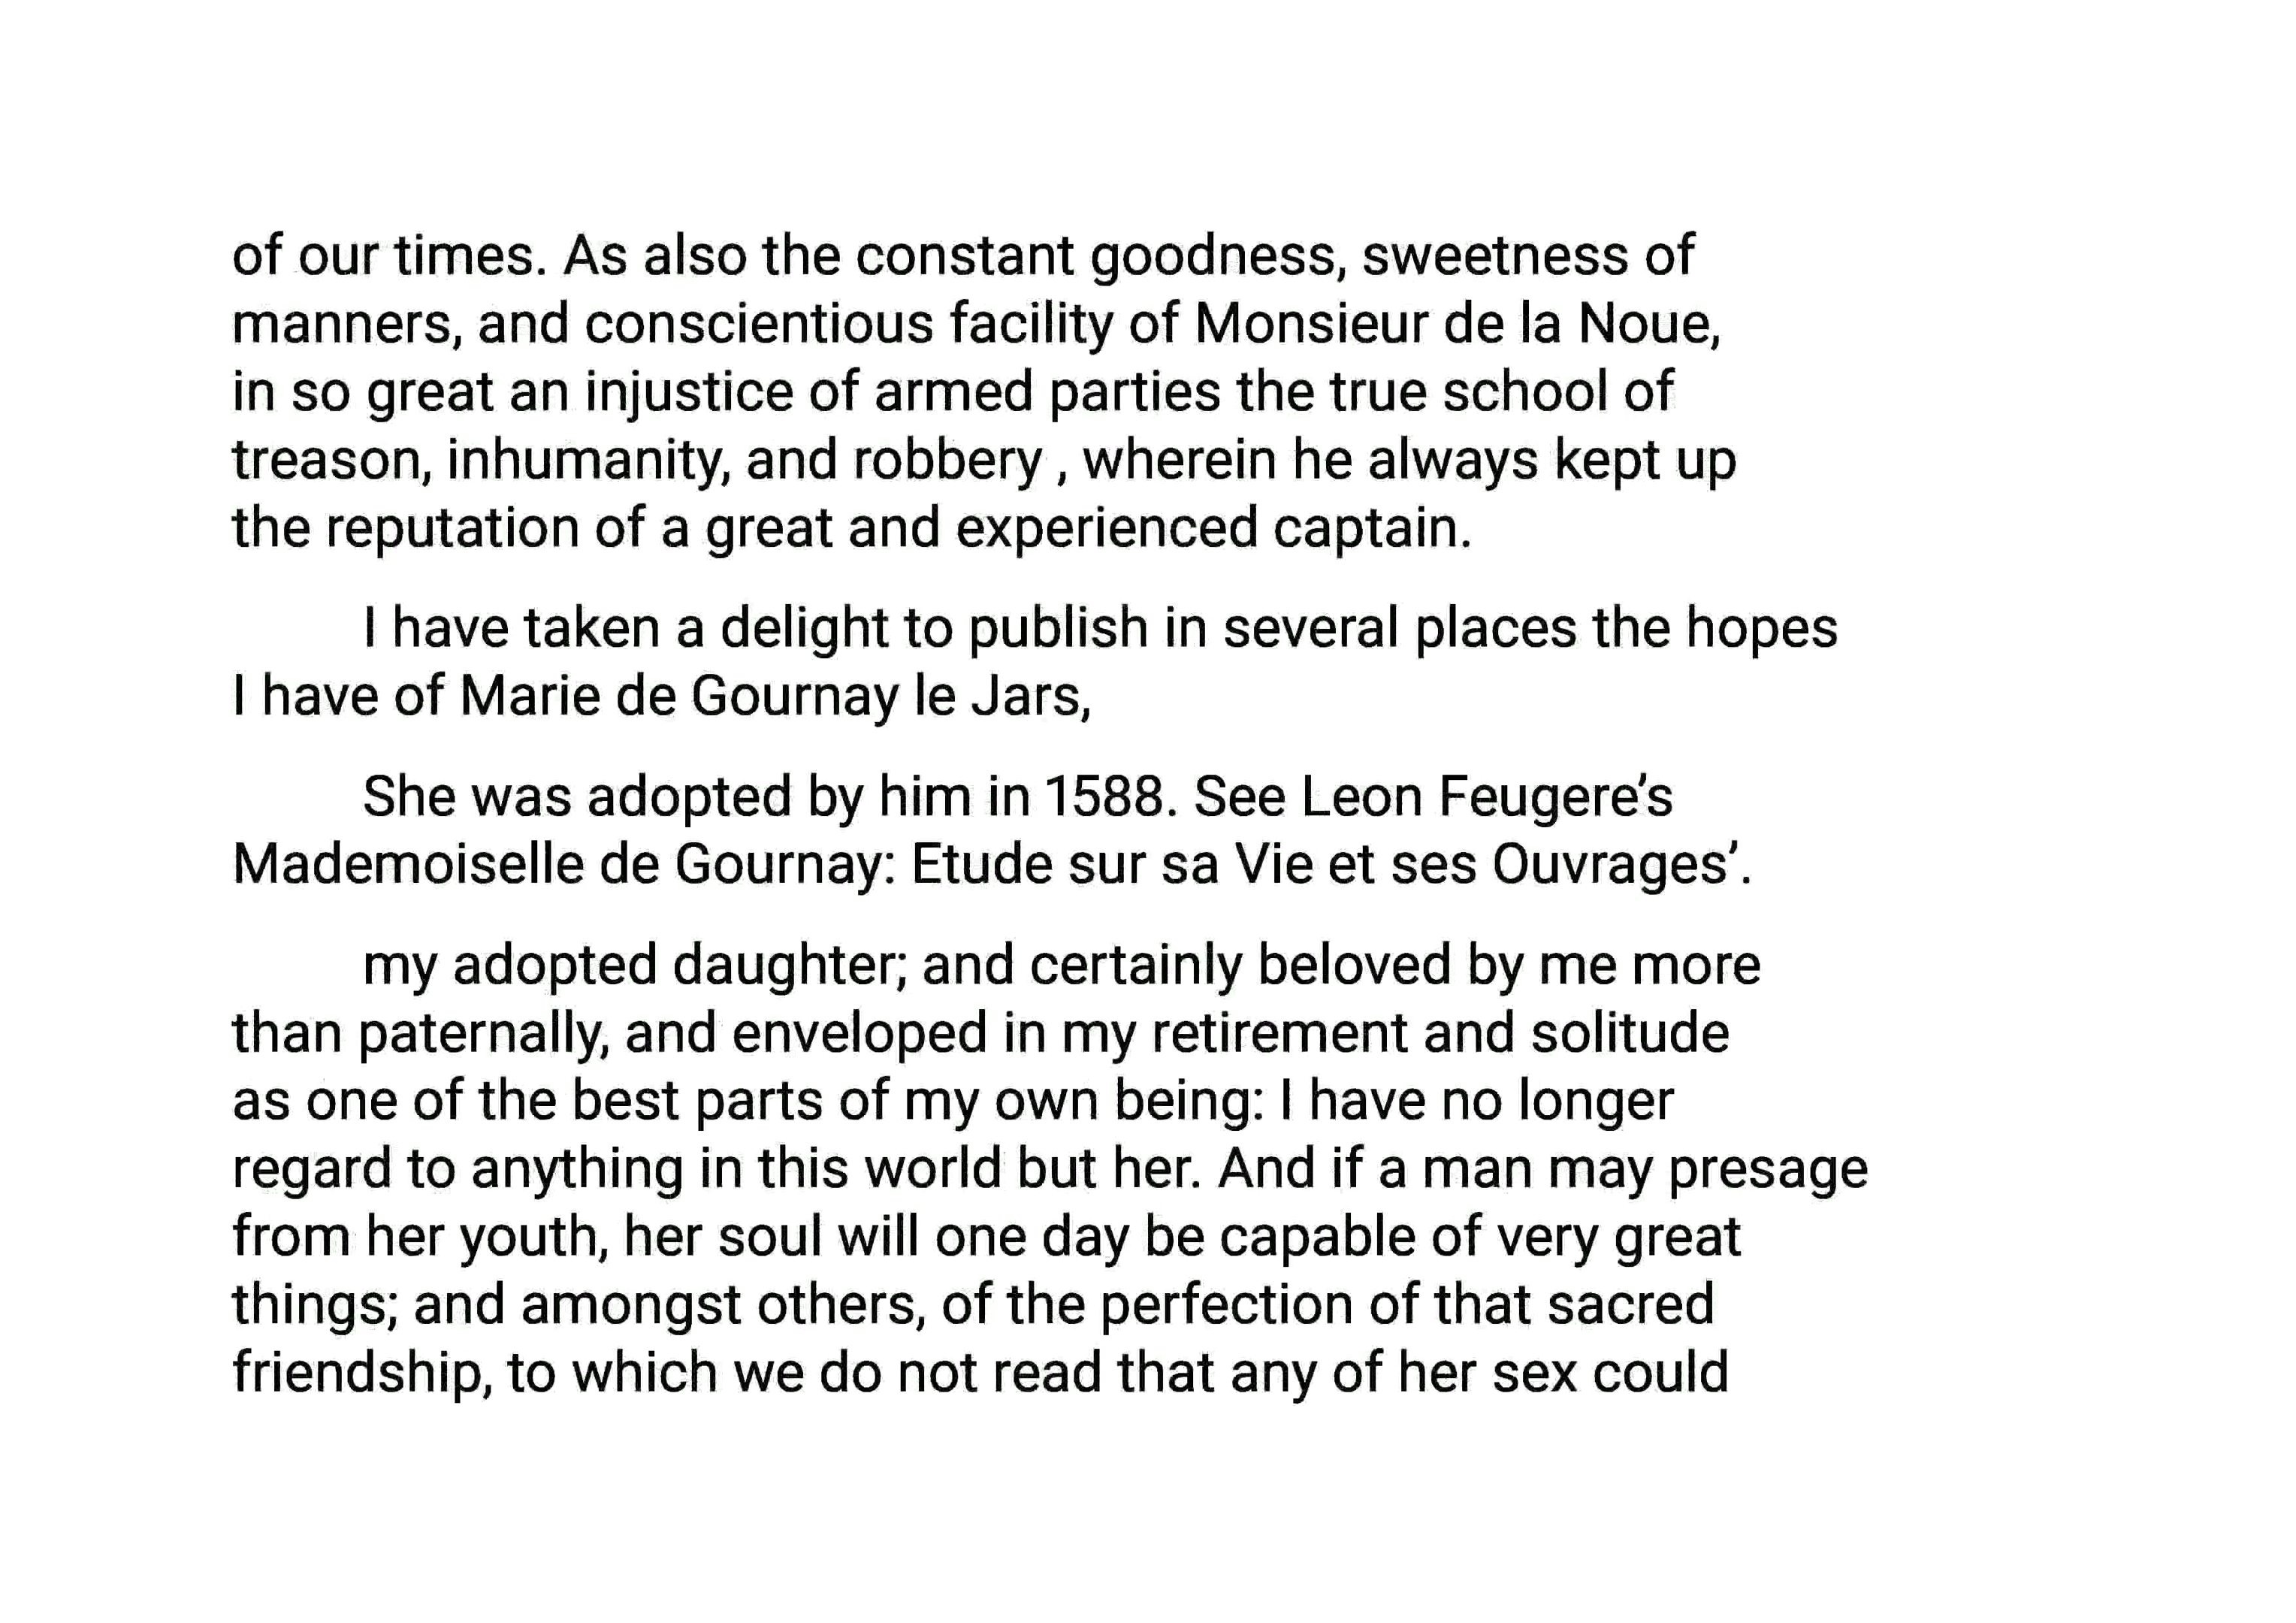 of our times. As also the constant goodness, sweetness of
manners, and conscientious facility of Monsieur de la Noue,
in so great an injustice of armed parties the true school of
treason, inhumanity, and robbery , wherein he always kept up
the reputation of a great and experienced captain.
I have taken a delight to publish in several places the hopes
I have of Marie de Gournay le Jars,
She was adopted by him in 1588. See Leon Feugere’s
Mademoiselle de Gournay: Etude sur sa Vie et ses Ouvrages’.
my adopted daughter; and certainly beloved by me more
than paternally, and enveloped in my retirement and solitude
as one of the best parts of my own being: I have no longer
regard to anything in this world but her. And if a man may presage
from her youth, her soul will one day be capable of very great
things; and amongst others, of the perfection of that sacred
friendship, to which we do not read that any of her sex could